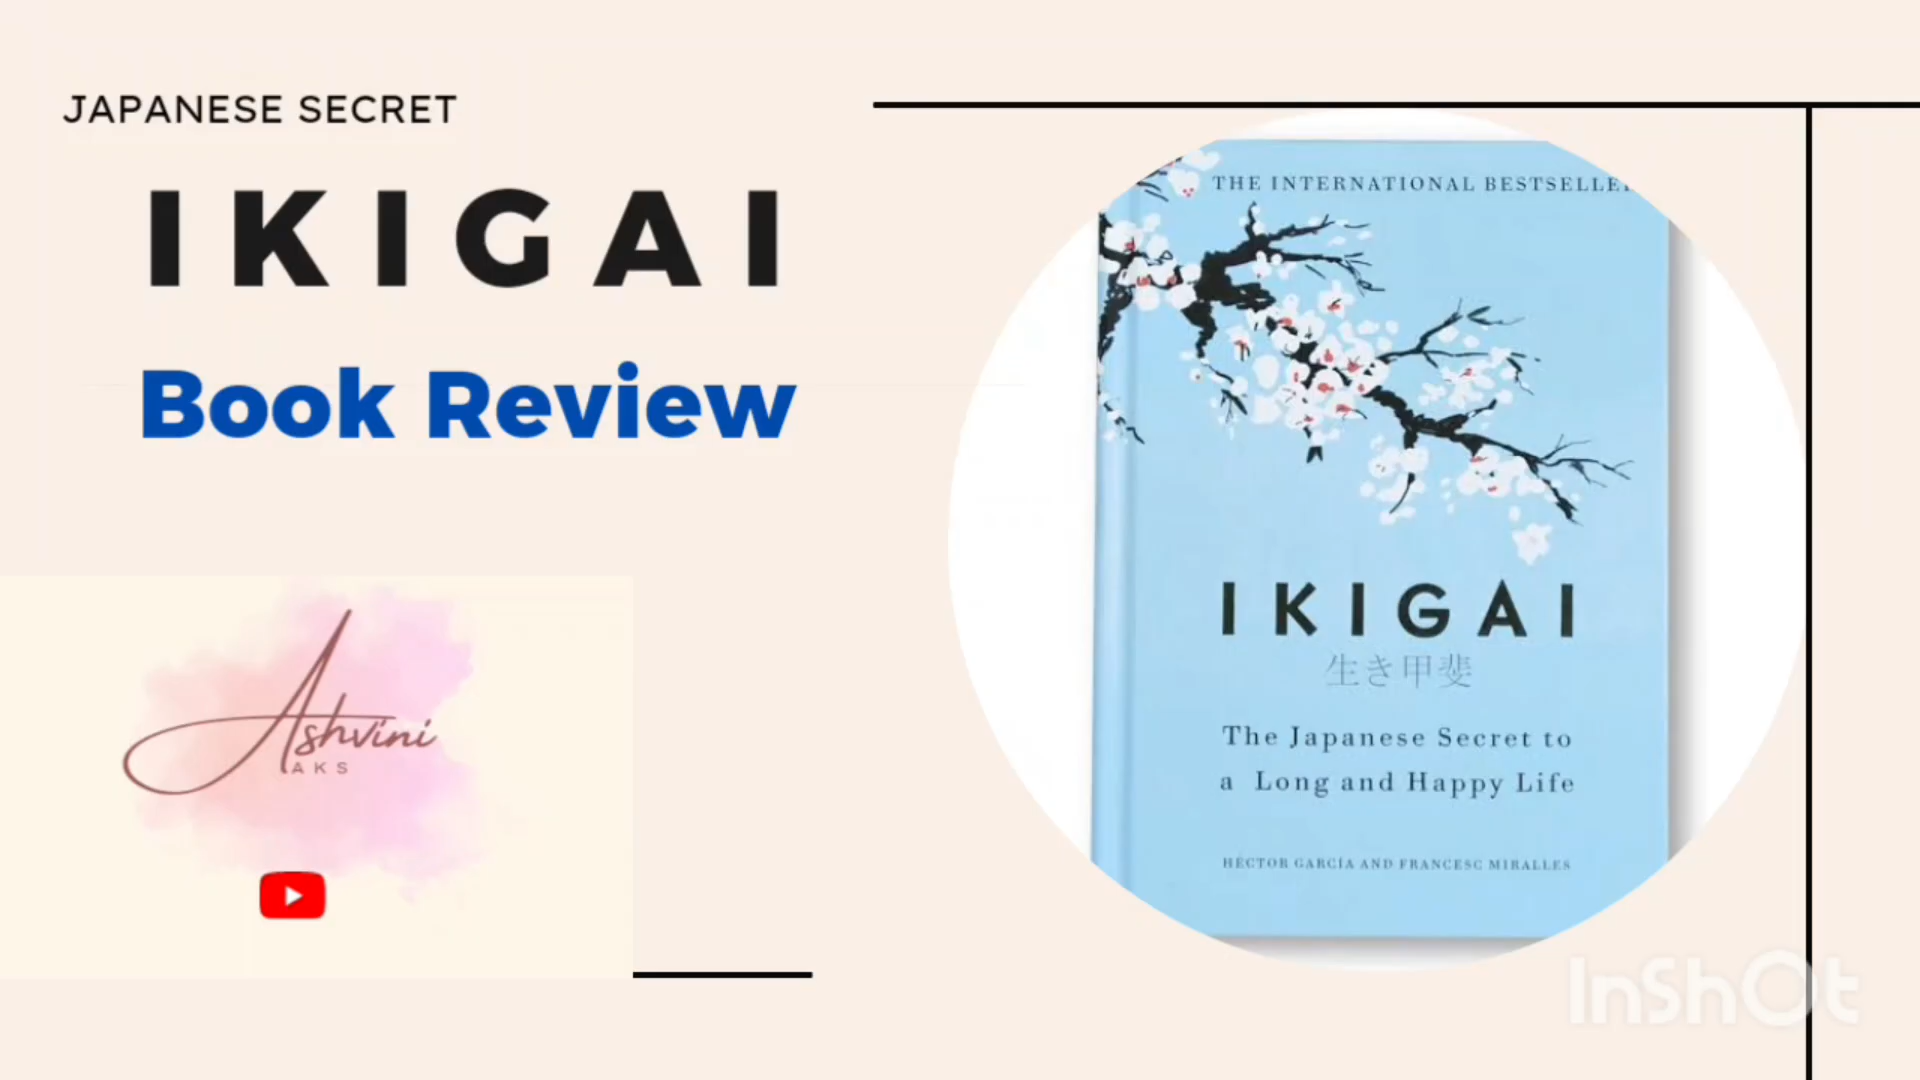 JAPANESE SECRET
IKIGAI
Book Review
Ashvini
AKS
THE INTERNATIONAL BESTSELLER
IKIGAI
生き甲斐
The Japanese Secret to
a Long and Happy Life
HÉCTOR GARCÍA AND FRANCESC MIRALLES
InShOt